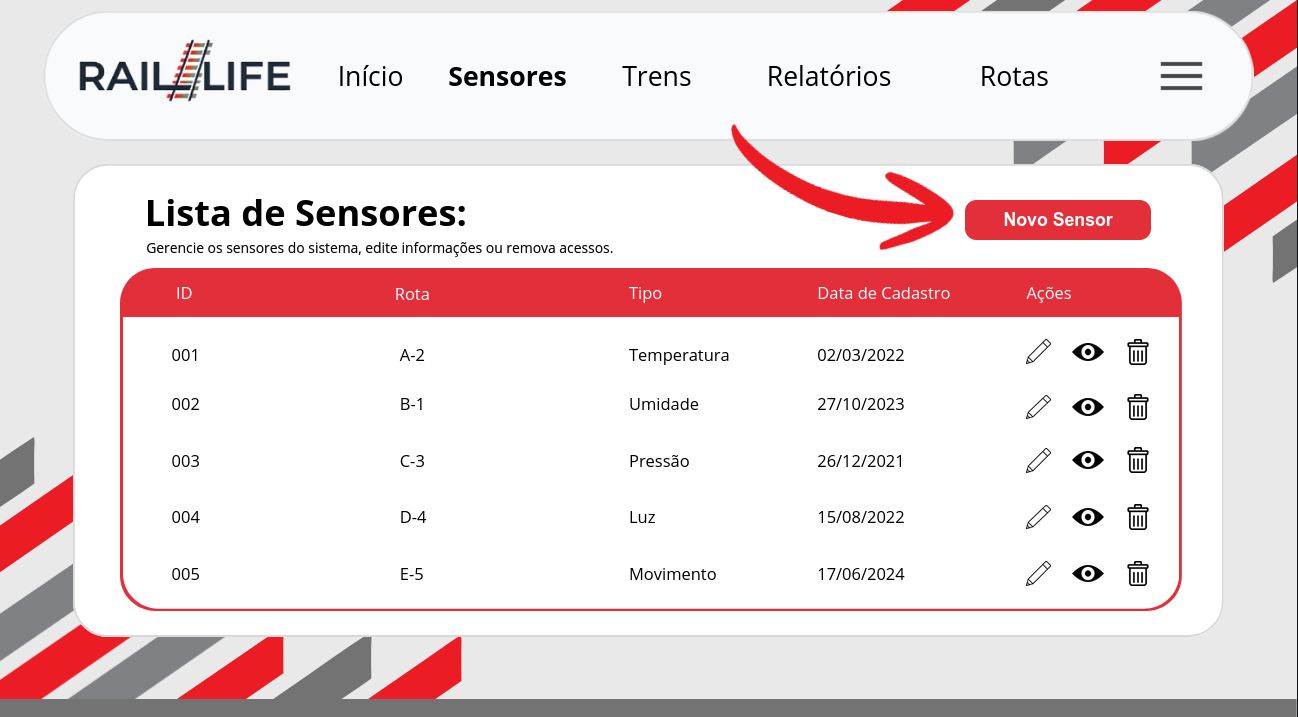 RAIL LIFE Início Sensores Trens Relatórios Rotas
Lista de Sensores:
Novo Sensor
Gerencie os sensores do sistema, edite informações ou remova acessos.
ID Rota Tipo Data de Cadastro Ações
001 A-2 Temperatura 02/03/2022
002 B-1 Umidade 27/10/2023
003 C-3 Pressão 26/12/2021
004 D-4 Luz 15/08/2022
005 E-5 Movimento 17/06/2024